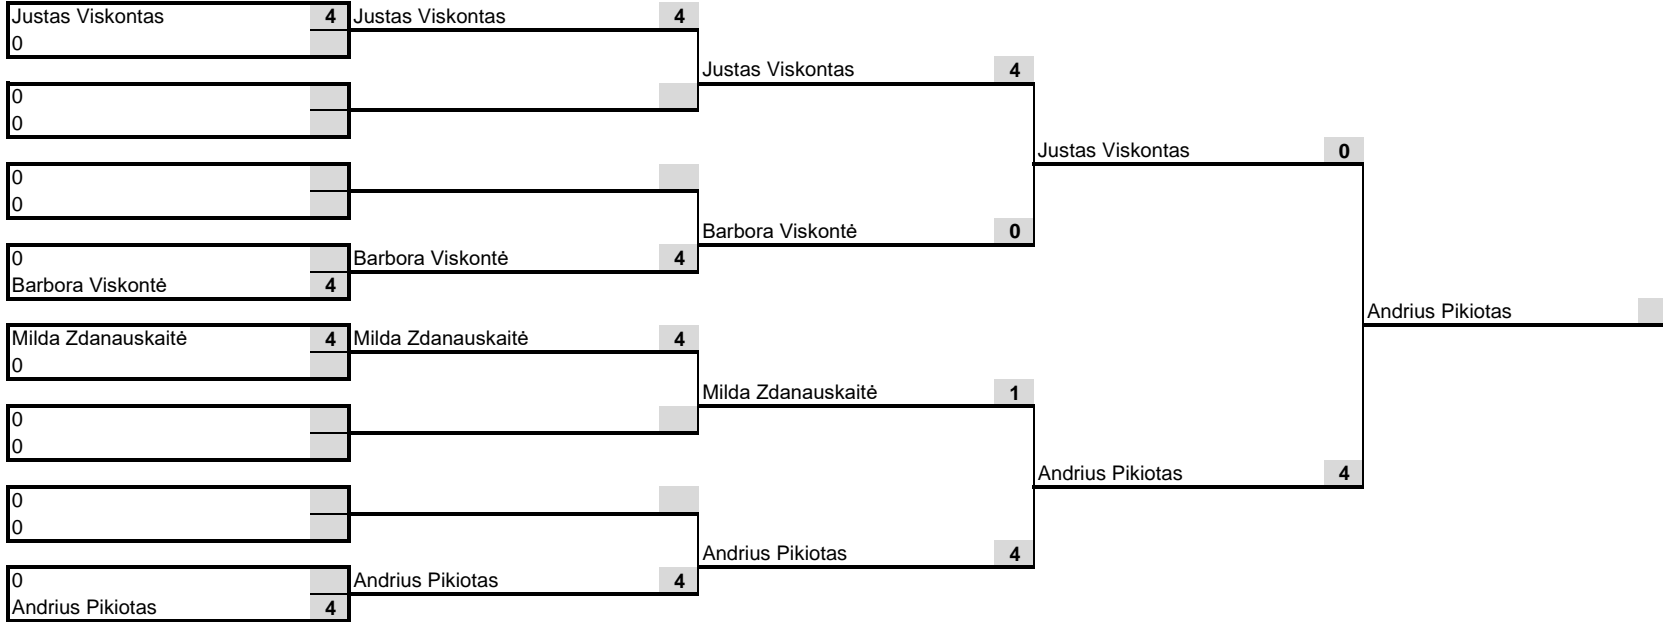 Justas Viskontas 4 Justas Viskontas 4
0
Justas Viskontas 4
0
0
Justas Viskontas 0
0
0
Barbora Viskontė 0
0 Barbora Viskontė 4
Barbora Viskontė 4
Andrius Pikiotas
Milda Zdanauskaitė 4 Milda Zdanauskaitė 4
0
Milda Zdanauskaitė 1
0
0
Andrius Pikiotas 4
0
0
Andrius Pikiotas 4
0 Andrius Pikiotas 4
Andrius Pikiotas 4